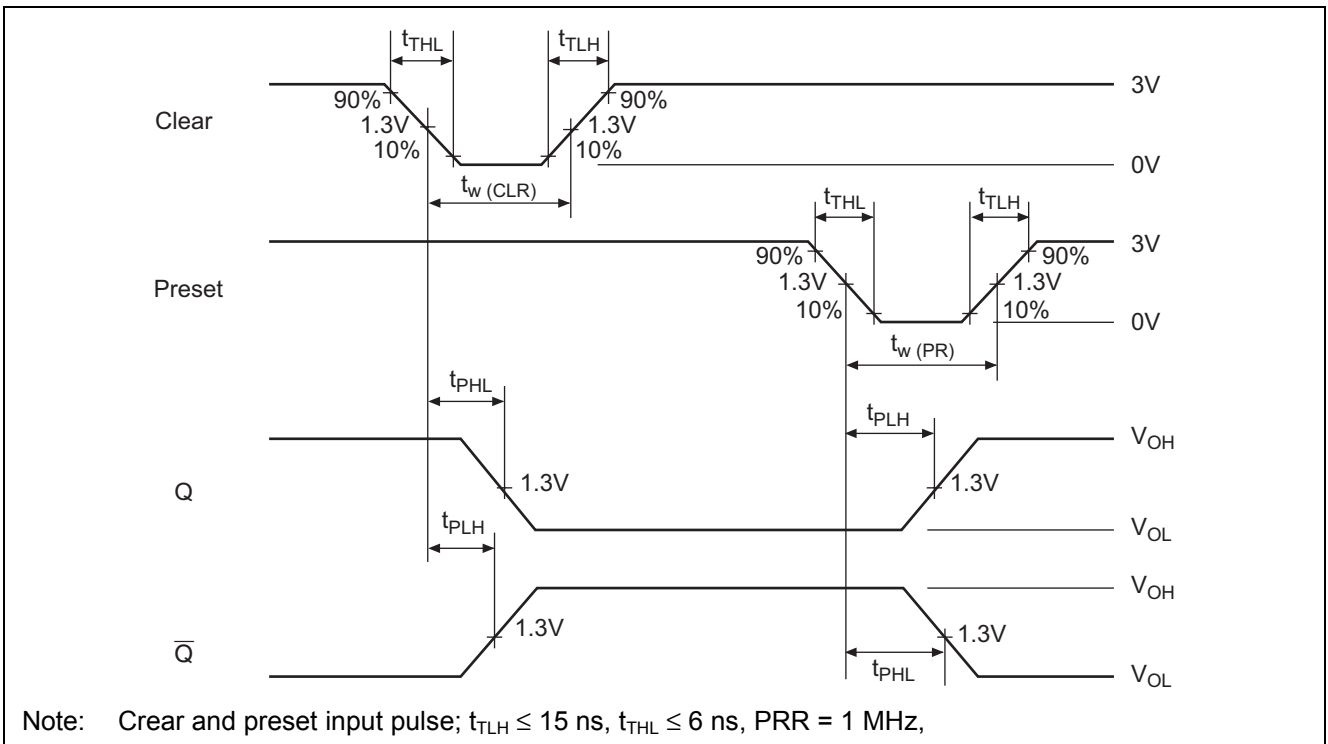 tTHL
tTLH
3V
90%
90%
Clear
1.3V
1.3V
10%
10%
0V
tw (CLR)
tTHL
tTLH
3V
90%
90%
Preset
1.3V
1.3V
10%
10%
0V
tw (PR)
tPHL
tPLH
VOH
Q
1.3V
1.3V
tPLH
VOL
VOH
Q̅
1.3V
1.3V
tPHL
VOL
Note: Crear and preset input pulse; tTLH ≤ 15 ns, tTHL ≤ 6 ns, PRR = 1 MHz,